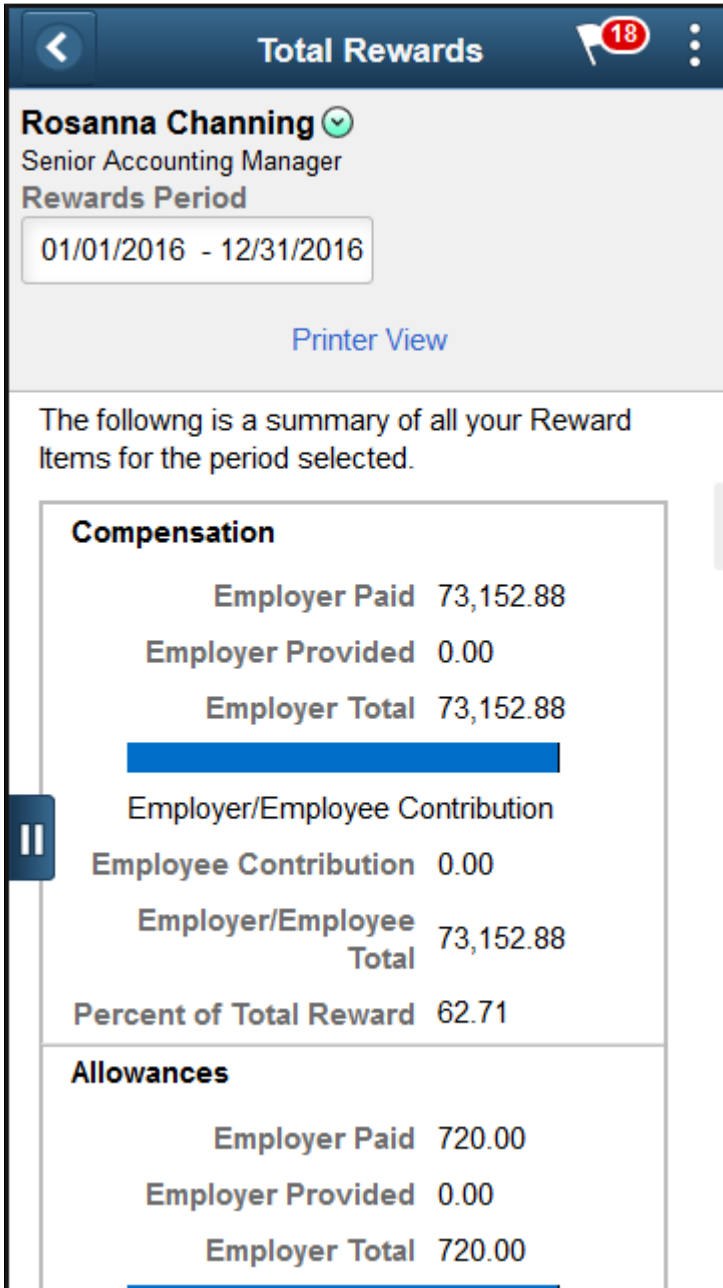 Total Rewards
18
Rosanna Channing
Senior Accounting Manager
Rewards Period
01/01/2016 - 12/31/2016
Printer View
The followng is a summary of all your Reward
Items for the period selected.
Compensation
Employer Paid 73,152.88
Employer Provided 0.00
Employer Total 73,152.88
Employer/Employee Contribution
Employee Contribution 0.00
Employer/Employee
Total 73,152.88
Percent of Total Reward 62.71
Allowances
Employer Paid 720.00
Employer Provided 0.00
Employer Total 720.00